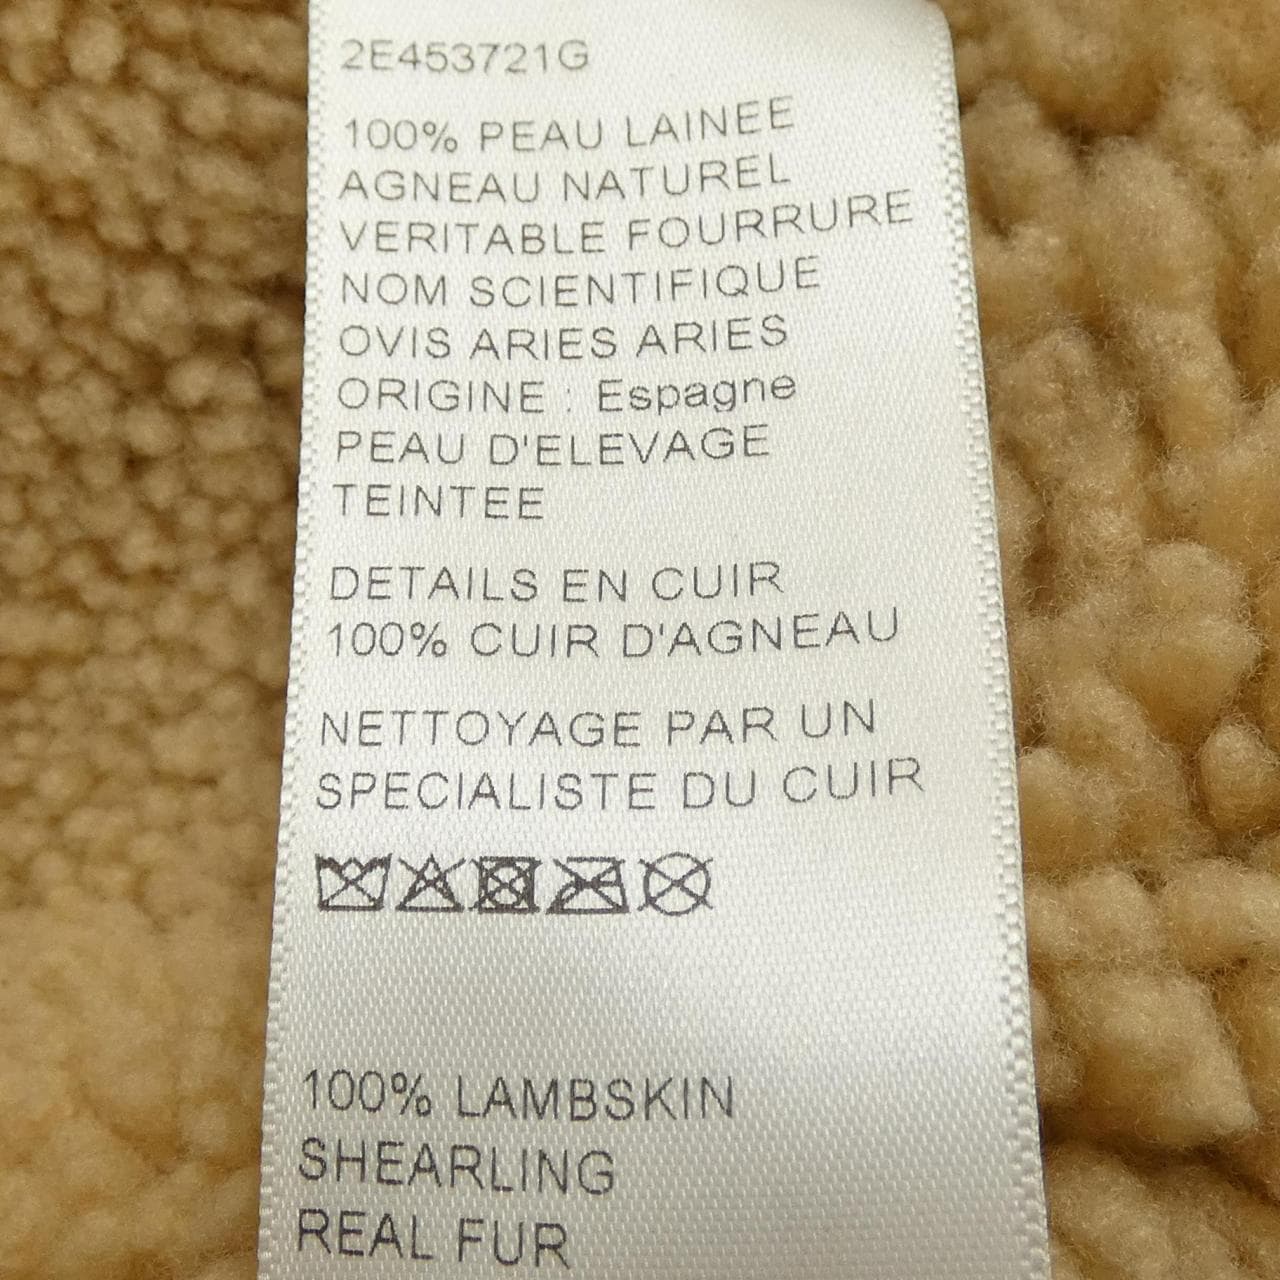 2E453721G
100% PEAU LAINEE
AGNEAU NATUREL
VERITABLE FOURRURE
NOM SCIENTIFIQUE
OVIS ARIES ARIES
ORIGINE : Espagne
PEAU D'ELEVAGE
TEINTEE
DETAILS EN CUIR
100% CUIR D'AGNEAU
NETTOYAGE PAR UN
SPECIALISTE DU CUIR
100% LAMBSKIN
SHEARLING
REAL FUR